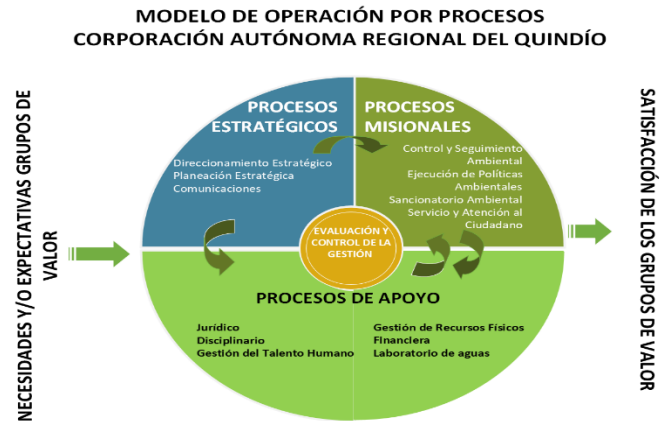 MODELO DE OPERACIÓN POR PROCESOS
CORPORACIÓN AUTÓNOMA REGIONAL DEL QUINDÍO
NECESIDADES Y/O EXPECTATIVAS GRUPOS DE
VALOR
PROCESOS
ESTRATÉGICOS
Direccionamiento Estratégico
Planeación Estratégica
Comunicaciones
PROCESOS
MISIONALES
Control y Seguimiento
Ambiental
Ejecución de Políticas
Ambientales
Sancionatorio Ambiental
Servicio y Atención al
Ciudadano
EVALUACIÓN Y
CONTROL DE LA
GESTIÓN
PROCESOS DE APOYO
Jurídico
Disciplinario
Gestión del Talento Humano
Gestión de Recursos Físicos
Financiera
Laboratorio de aguas
SATISFACCIÓN DE LOS GRUPOS DE VALOR